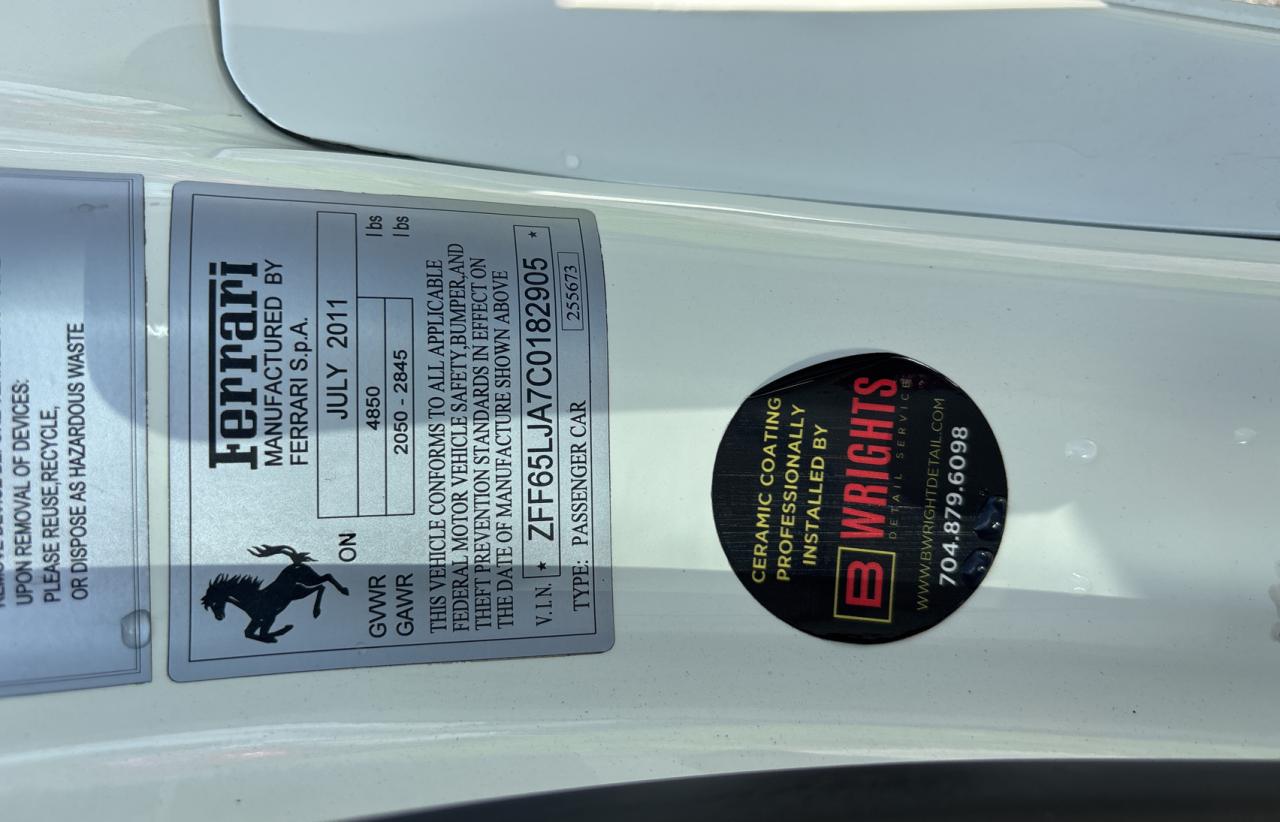 UPON REMOVAL OF DEVICES:
PLEASE REUSE,RECYCLE,
OR DISPOSE AS HAZARDOUS WASTE
Ferrari
MANUFACTURED BY
FERRARI S.p.A.
ON JULY 2011
GVWR 4850 lbs
GAWR 2050 - 2845 lbs
THIS VEHICLE CONFORMS TO ALL APPLICABLE
FEDERAL MOTOR VEHICLE SAFETY,BUMPER,AND
THEFT PREVENTION STANDARDS IN EFFECT ON
THE DATE OF MANUFACTURE SHOWN ABOVE
V.I.N. * ZFF65LJA7C0182905 *
TYPE: PASSENGER CAR 255673
CERAMIC COATING
PROFESSIONALLY
INSTALLED BY
B WRIGHTS
DETAIL SERVICE
WWW.BWRIGHTDETAIL.COM
704.879.6098